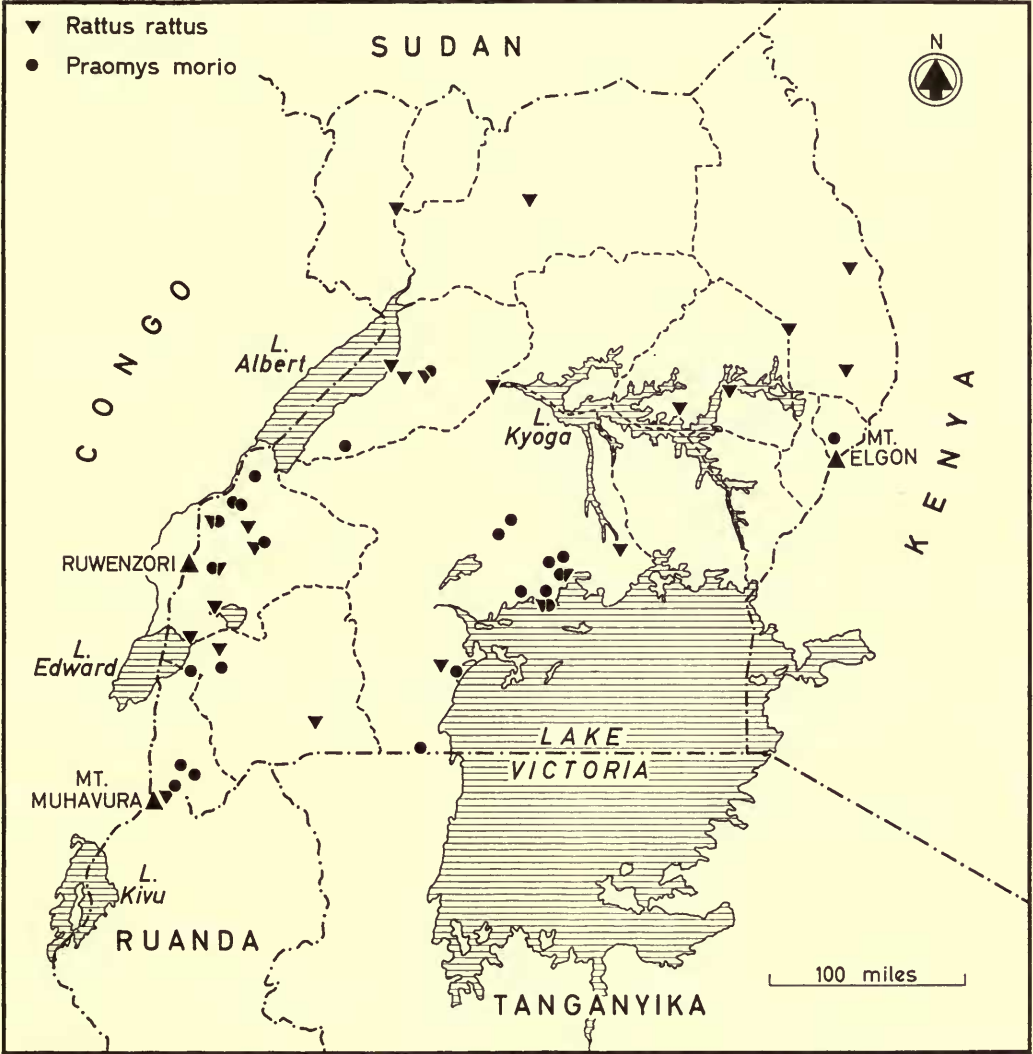 Rattus rattus
Praomys morio
SUDAN
N
CONGO
L.
Albert
L.
Kyoga
MT.
ELGON
KENYA
RUWENZORI
L.
Edward
LAKE
VICTORIA
MT.
MUHAVURA
L.
Kivu
RUANDA
100 miles
TANGANYIKA